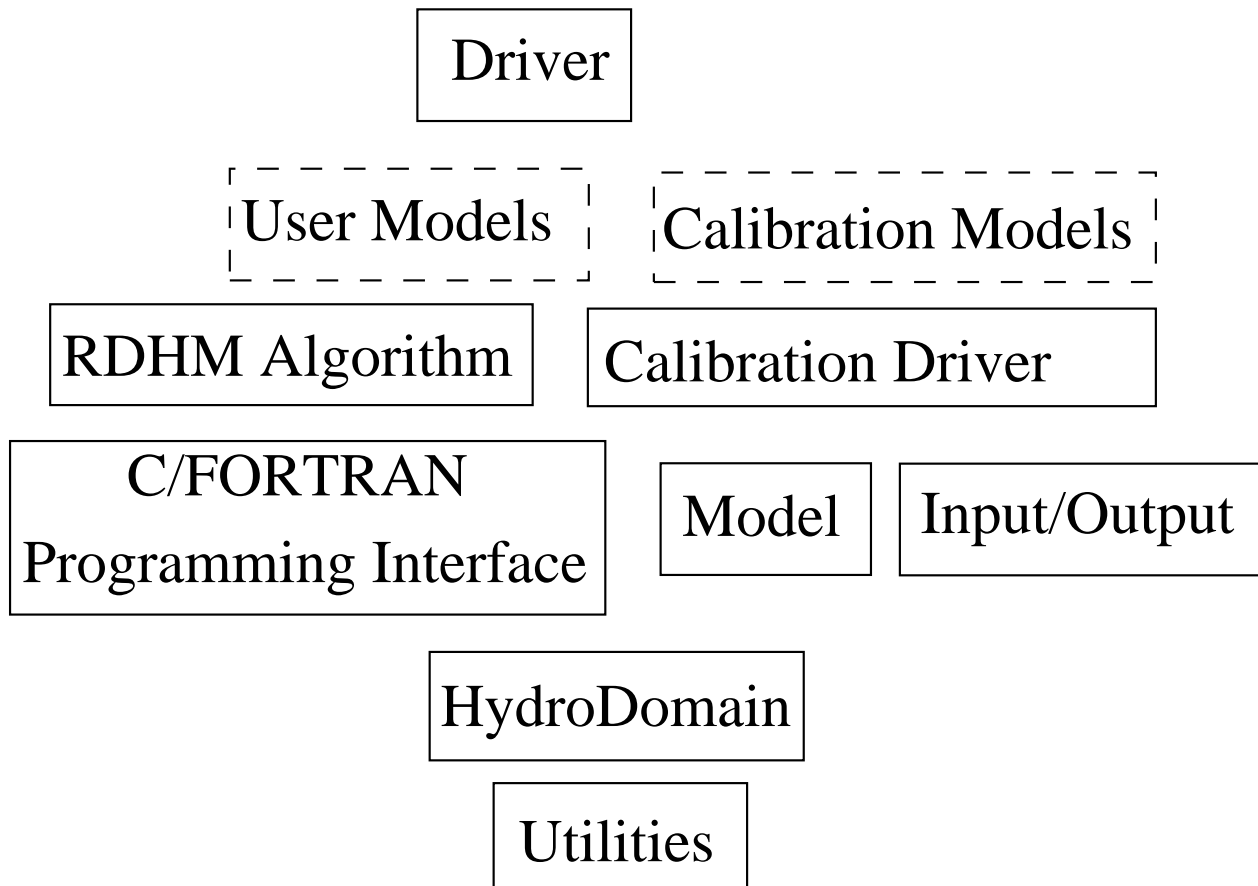 Driver
User Models
Calibration Models
RDHM Algorithm
Calibration Driver
C/FORTRAN
Programming Interface
Model
Input/Output
HydroDomain
Utilities